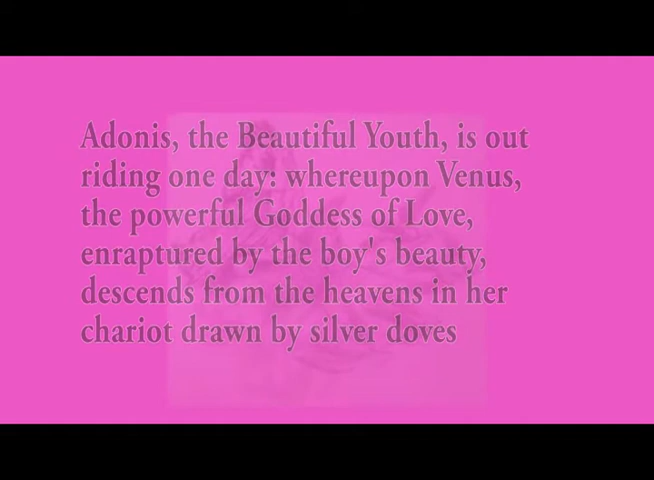 Adonis, the Beautiful Youth, is out
riding one day: whereupon Venus,
the powerful Goddess of Love,
enraptured by the boy's beauty,
descends from the heavens in her
chariot drawn by silver doves